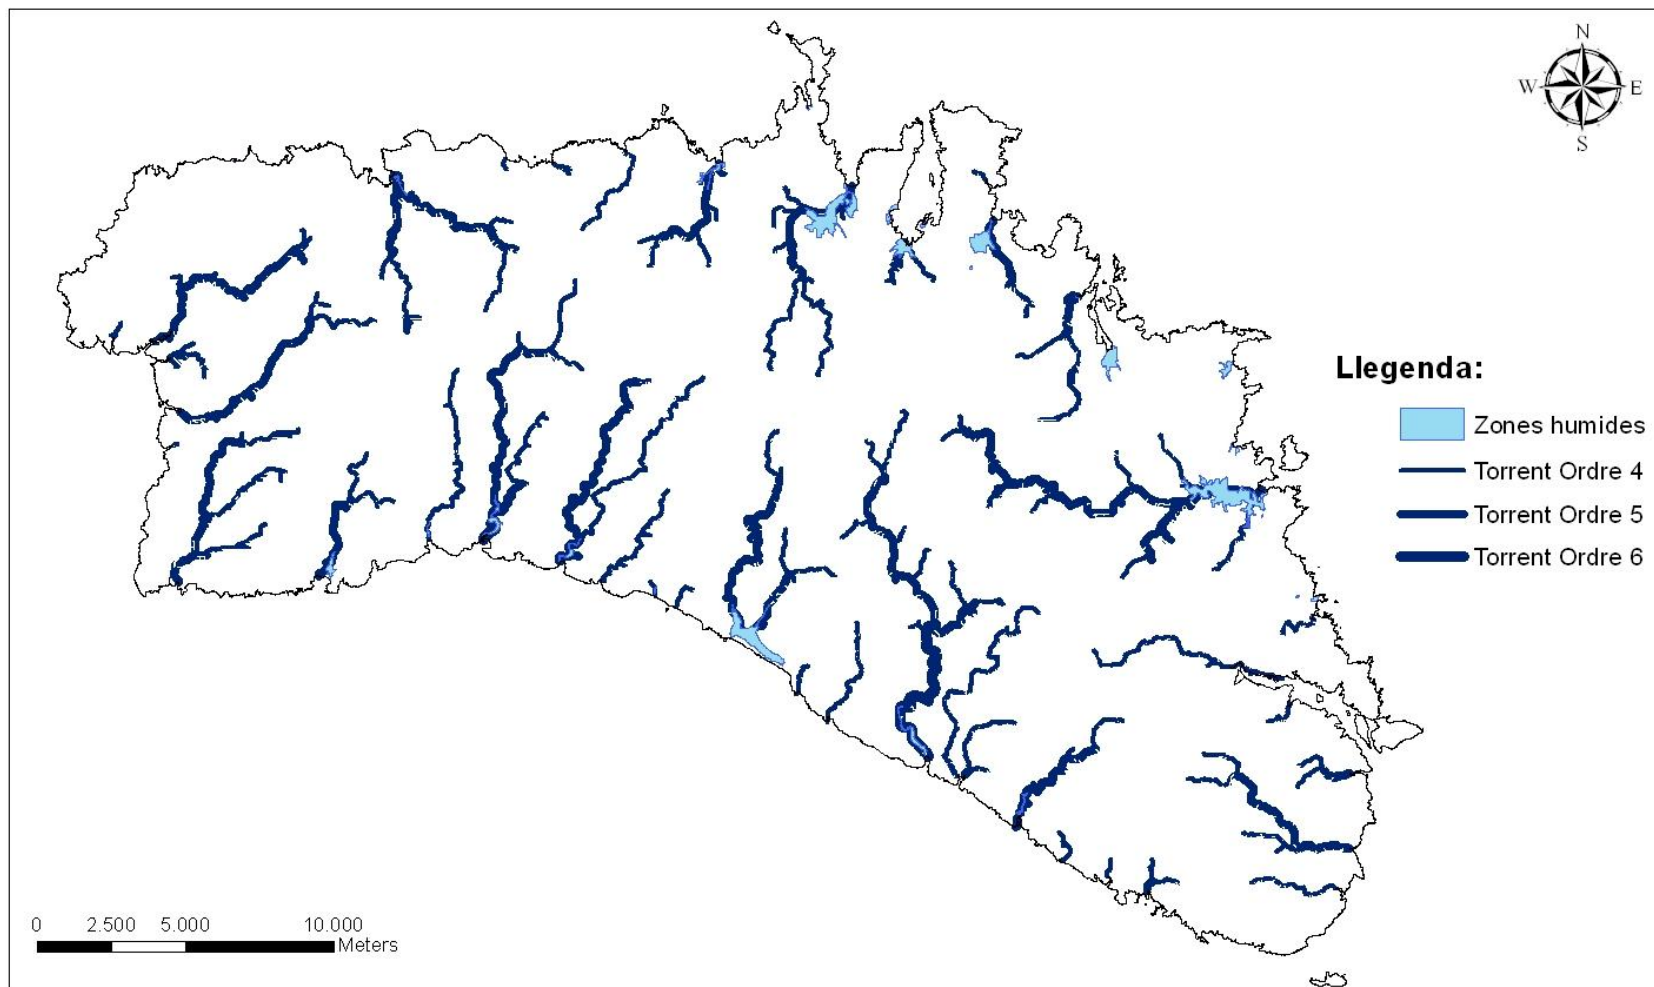 N
W E
S
Llegenda:
Zones humides
Torrent Ordre 4
Torrent Ordre 5
Torrent Ordre 6
0 2.500 5.000 10.000
Meters